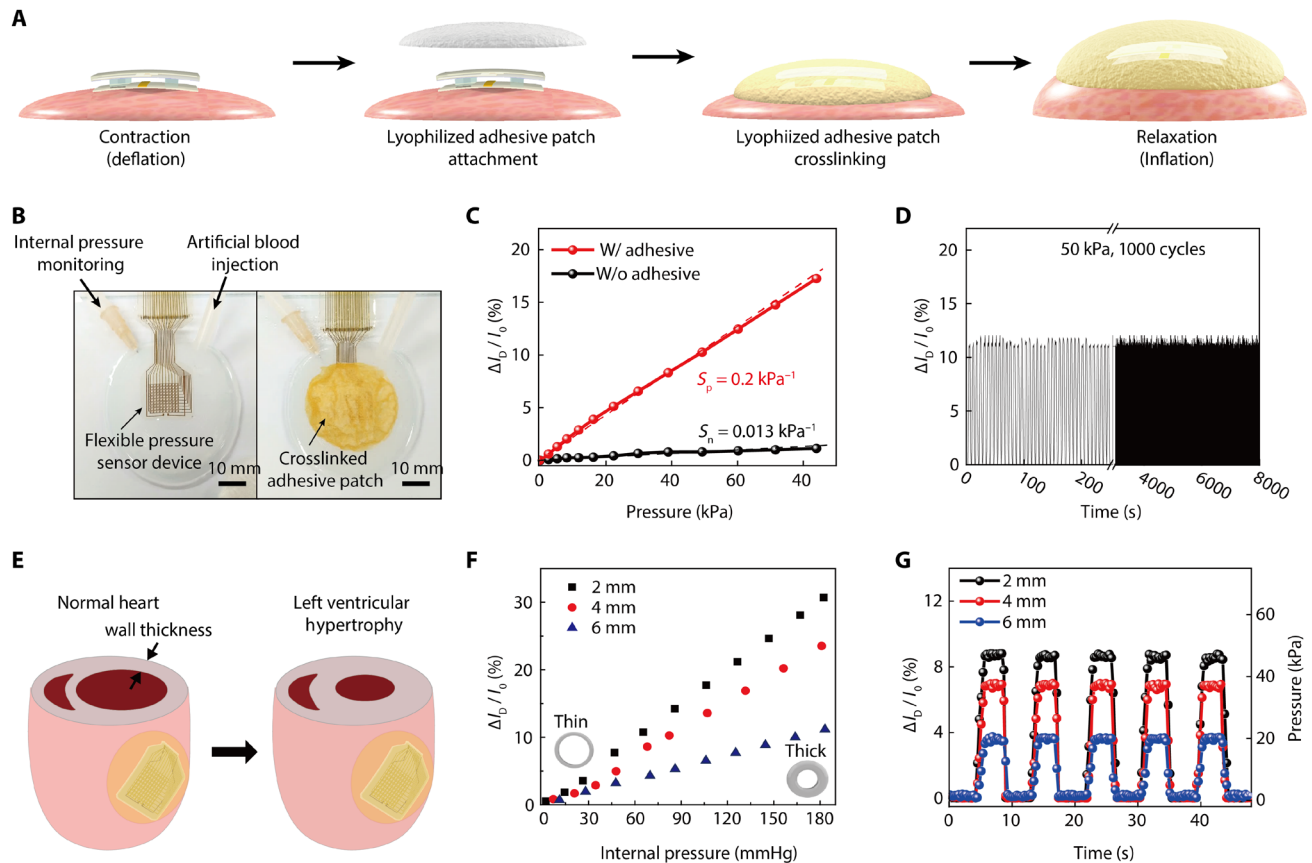 A
Contraction
(deflation)
Lyophilized adhesive patch
attachment
Lyophiized adhesive patch
crosslinking
Relaxation
(Inflation)
B
Internal pressure
monitoring
Artificial blood
injection
Flexible pressure
sensor device
10 mm
Crosslinked
adhesive patch
10 mm
C
W/ adhesive
W/o adhesive
Sp = 0.2 kPa⁻¹
Sn = 0.013 kPa⁻¹
ΔID / I0 (%)
20
15
10
5
0
0 10 20 40 60 20 40
Pressure (kPa)
D
50 kPa, 1000 cycles
ΔID / I0 (%)
20
15
10
5
0
0 100 200 4000 6000 8000
Time (s)
E
Normal heart
wall thickness
Left ventricular
hypertrophy
F
2 mm
4 mm
6 mm
Thin
Thick
ΔID / I0 (%)
30
20
10
0
0 30 60 90 120 150 180
Internal pressure (mmHg)
G
2 mm
4 mm
6 mm
ΔID / I0 (%)
12
8
4
0
Pressure (kPa)
60
40
20
0
0 10 20 30 40
Time (s)